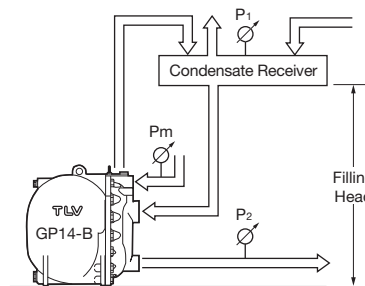 P1
Condensate Receiver
Pm
Fillin
Hea
TLV
GP14-B
P2